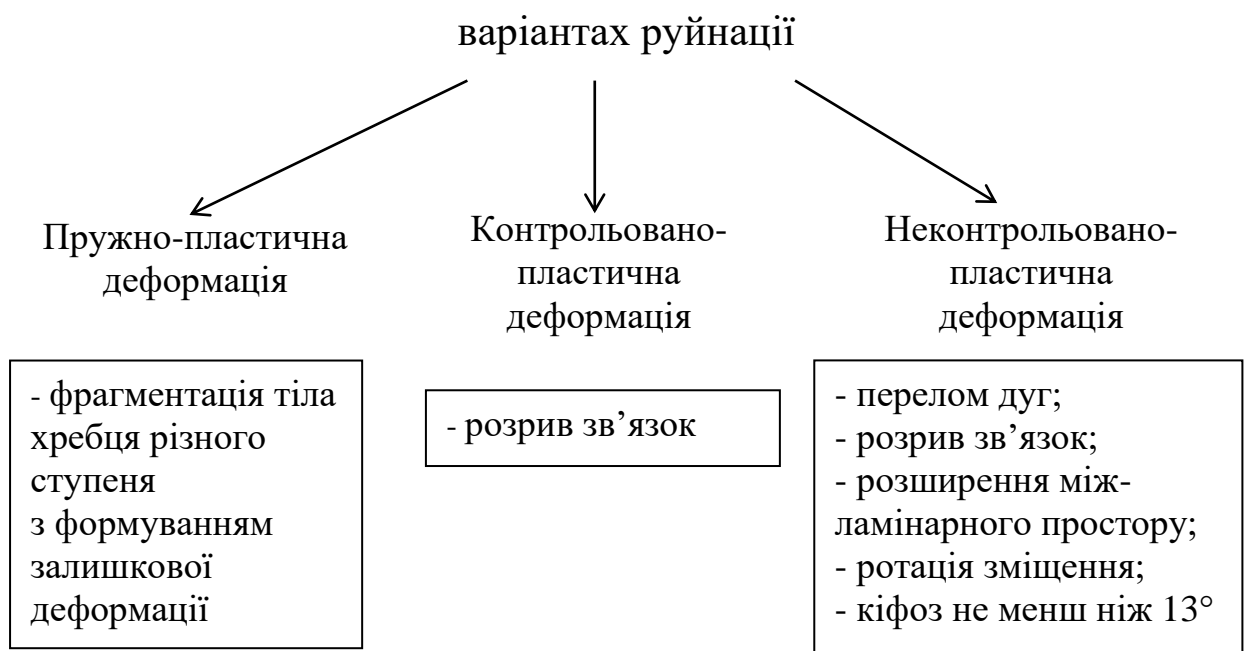 варіантах руйнації
Пружно-пластична
деформація
Контрольовано-
пластична
деформація
Неконтрольовано-
пластична
деформація
- фрагментація тіла
хребця різного
ступеня
з формуванням
залишкової
деформації
- розрив зв’язок
- перелом дуг;
- розрив зв’язок;
- розширення між-
ламінарного простору;
- ротація зміщення;
- кіфоз не менш ніж 13°